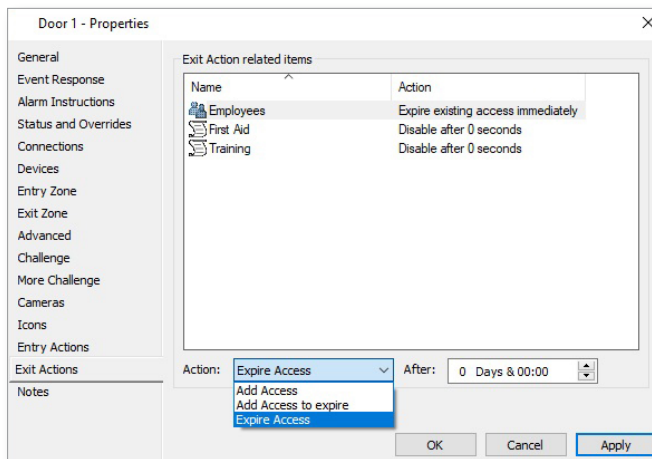 Door 1 - Properties
General
Event Response
Alarm Instructions
Status and Overrides
Connections
Devices
Entry Zone
Exit Zone
Advanced
Challenge
More Challenge
Cameras
Icons
Entry Actions
Exit Actions
Notes
Exit Action related items
Name Action
Employees Expire existing access immediately
First Aid Disable after 0 seconds
Training Disable after 0 seconds
Action: Expire Access After: 0 Days & 00:00
Add Access
Add Access to expire
Expire Access
OK Cancel Apply